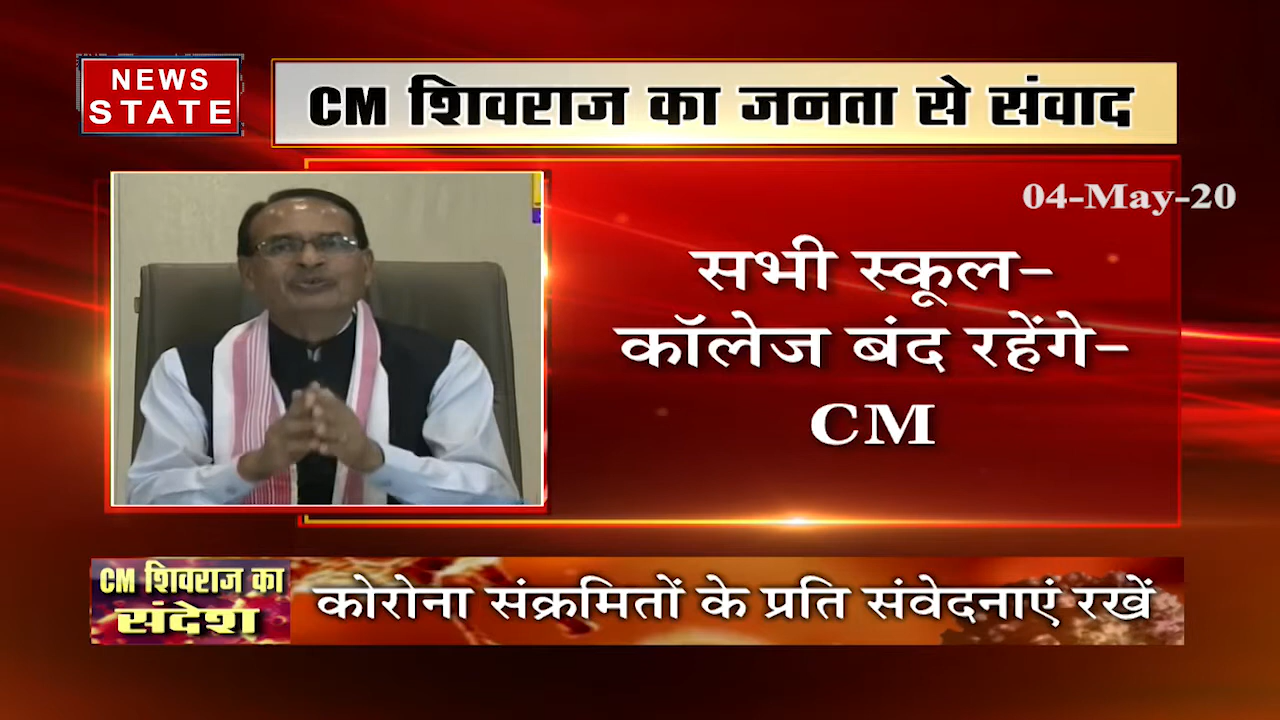 NEWS
STATE
CM शिवराज का जनता से संवाद
04-May-20
सभी स्कूल-
कॉलेज बंद रहेंगे-
CM
CM शिवराज का
संदेश
कोरोना संक्रमितों के प्रति संवेदनाएं रखें